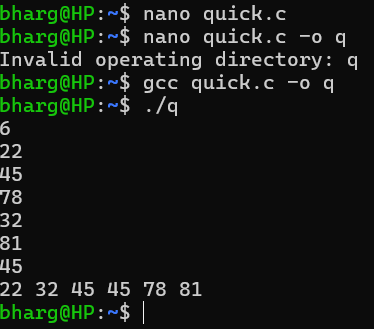 bharg@HP:~$ nano quick.c
bharg@HP:~$ nano quick.c -o q
Invalid operating directory: q
bharg@HP:~$ gcc quick.c -o q
bharg@HP:~$ ./q
6
22
45
78
32
81
45
22 32 45 45 78 81
bharg@HP:~$